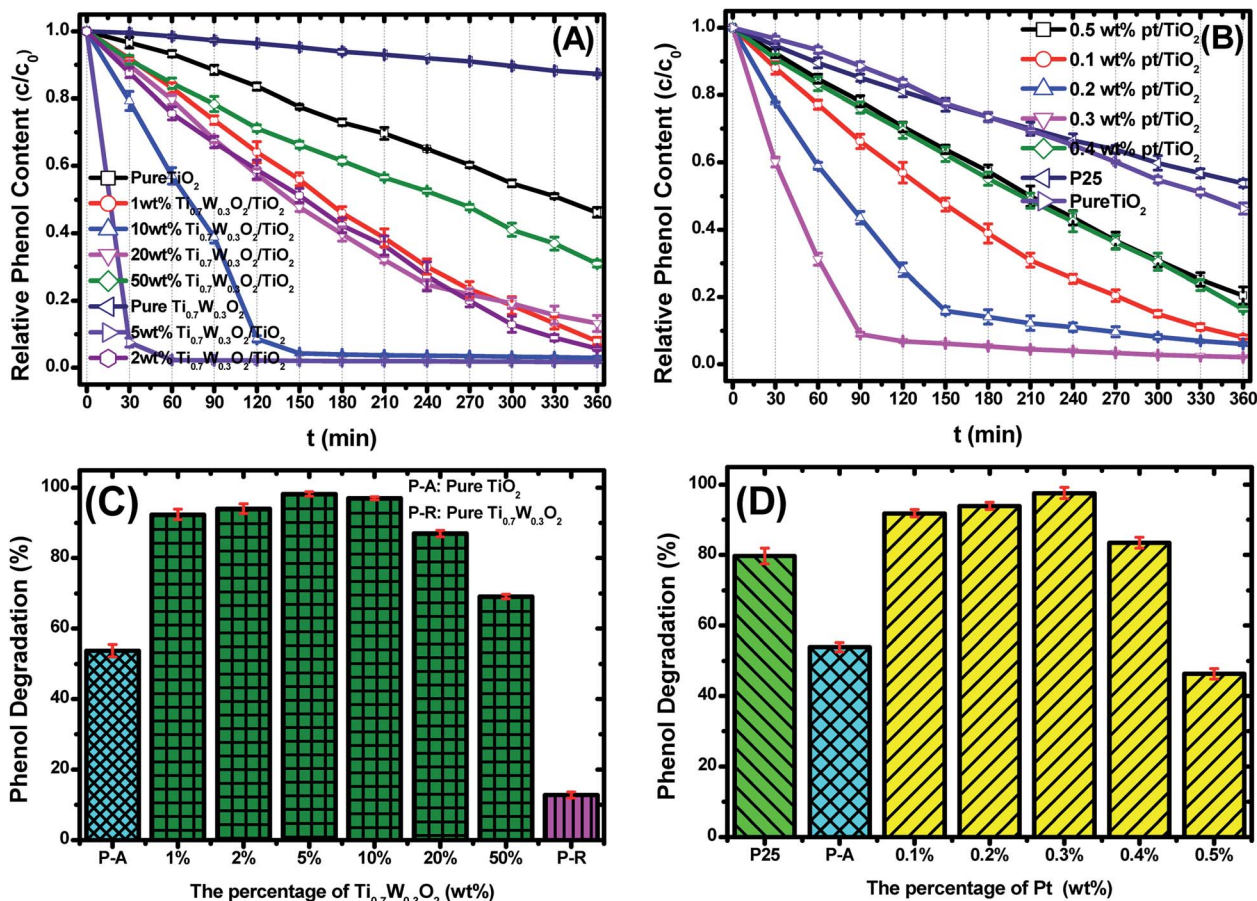 (A)
Relative Phenol Content (c/c₀)
1.0
0.8
0.6
0.4
0.2
0.0
PureTiO₂
1wt% Ti₀.₇W₀.₃O₂/TiO₂
10wt% Ti₀.₇W₀.₃O₂/TiO₂
20wt% Ti₀.₇W₀.₃O₂/TiO₂
50wt% Ti₀.₇W₀.₃O₂/TiO₂
Pure Ti₀.₇W₀.₃O₂
5wt% Ti₀.₇W₀.₃O₂/TiO₂
2wt% Ti₀.₇W₀.₃O₂/TiO₂
0 30 60 90 120 150 180 210 240 270 300 330 360
t (min)
(B)
Relative Phenol Content (c/c₀)
1.0
0.8
0.6
0.4
0.2
0.0
0.5 wt% pt/TiO₂
0.1 wt% pt/TiO₂
0.2 wt% pt/TiO₂
0.3 wt% pt/TiO₂
0.4 wt% pt/TiO₂
P25
PureTiO₂
0 30 60 90 120 150 180 210 240 270 300 330 360
t (min)
(C)
P-A: Pure TiO₂
P-R: Pure Ti₀.₇W₀.₃O₂
Phenol Degradation (%)
100
80
60
40
20
0
P-A 1% 2% 5% 10% 20% 50% P-R
The percentage of Ti₀.₇W₀.₃O₂ (wt%)
(D)
Phenol Degradation (%)
100
80
60
40
20
0
P25 P-A 0.1% 0.2% 0.3% 0.4% 0.5%
The percentage of Pt (wt%)